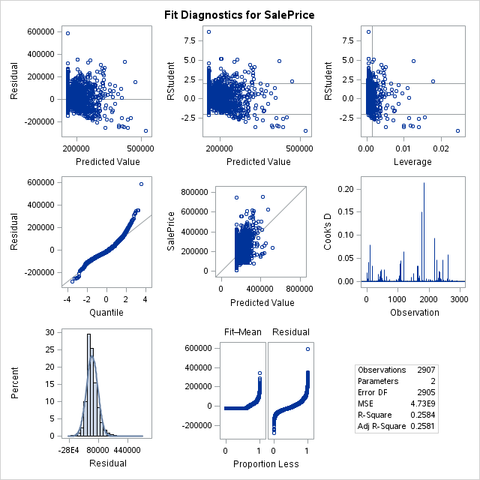 Fit Diagnostics for SalePrice
600000
400000
200000
0
-200000
Residual
200000
500000
Predicted Value
7.5
5.0
2.5
0.0
-2.5
RStudent
200000
500000
Predicted Value
7.5
5.0
2.5
0.0
-2.5
RStudent
0.00
0.01
0.02
Leverage
600000
400000
200000
0
-200000
Residual
-4
-2
0
2
4
Quantile
800000
600000
400000
200000
0
SalePrice
0
400000
800000
Predicted Value
0.20
0.15
0.10
0.05
0.00
Cook's D
0
1000
2000
3000
Observation
30
25
20
15
10
5
0
Percent
-28E4
80000
440000
Residual
Fit–Mean
Residual
600000
400000
200000
0
-200000
0
1
0
1
Proportion Less
Observations 2907
Parameters 2
Error DF 2905
MSE 4.73E9
R-Square 0.2584
Adj R-Square 0.2581